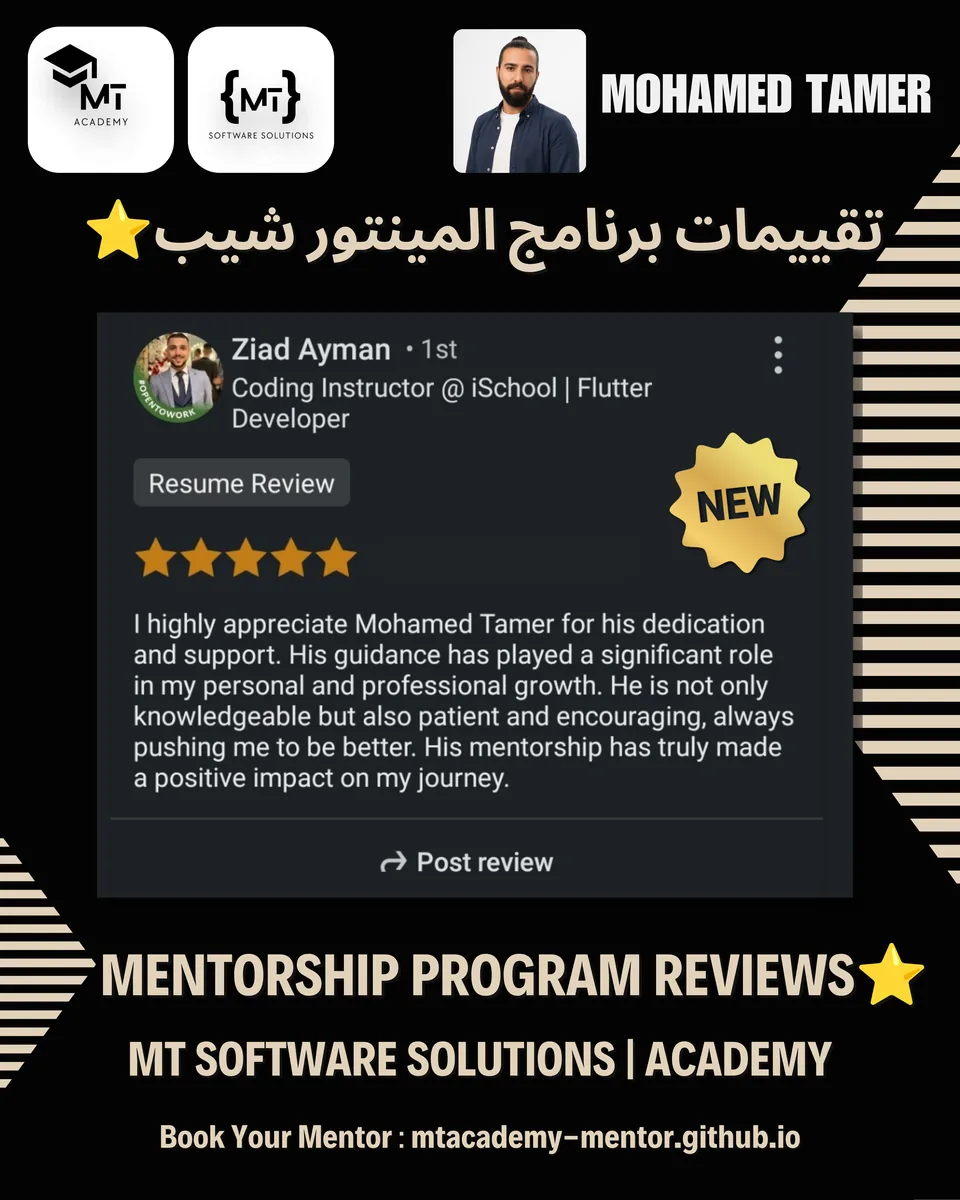 MT
ACADEMY
{MT}
SOFTWARE SOLUTIONS
MOHAMED TAMER
تقييمات برنامج المينتور شيب⭐
Ziad Ayman • 1st
Coding Instructor @ iSchool | Flutter
Developer
#OPENTOWORK
Resume Review
NEW
I highly appreciate Mohamed Tamer for his dedication
and support. His guidance has played a significant role
in my personal and professional growth. He is not only
knowledgeable but also patient and encouraging, always
pushing me to be better. His mentorship has truly made
a positive impact on my journey.
Post review
MENTORSHIP PROGRAM REVIEWS⭐
MT SOFTWARE SOLUTIONS | ACADEMY
Book Your Mentor : mtacademy-mentor.github.io